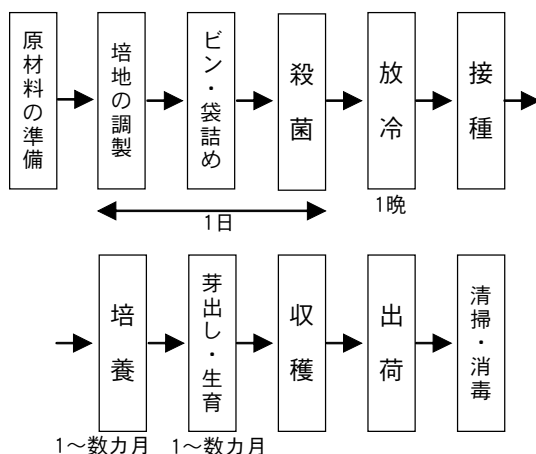 原材料の準備
培地の調製
ビン・袋詰め
殺菌
放冷
接種
1日
1晩
培養
芽出し・生育
収穫
出荷
清掃・消毒
1～数カ月
1～数カ月